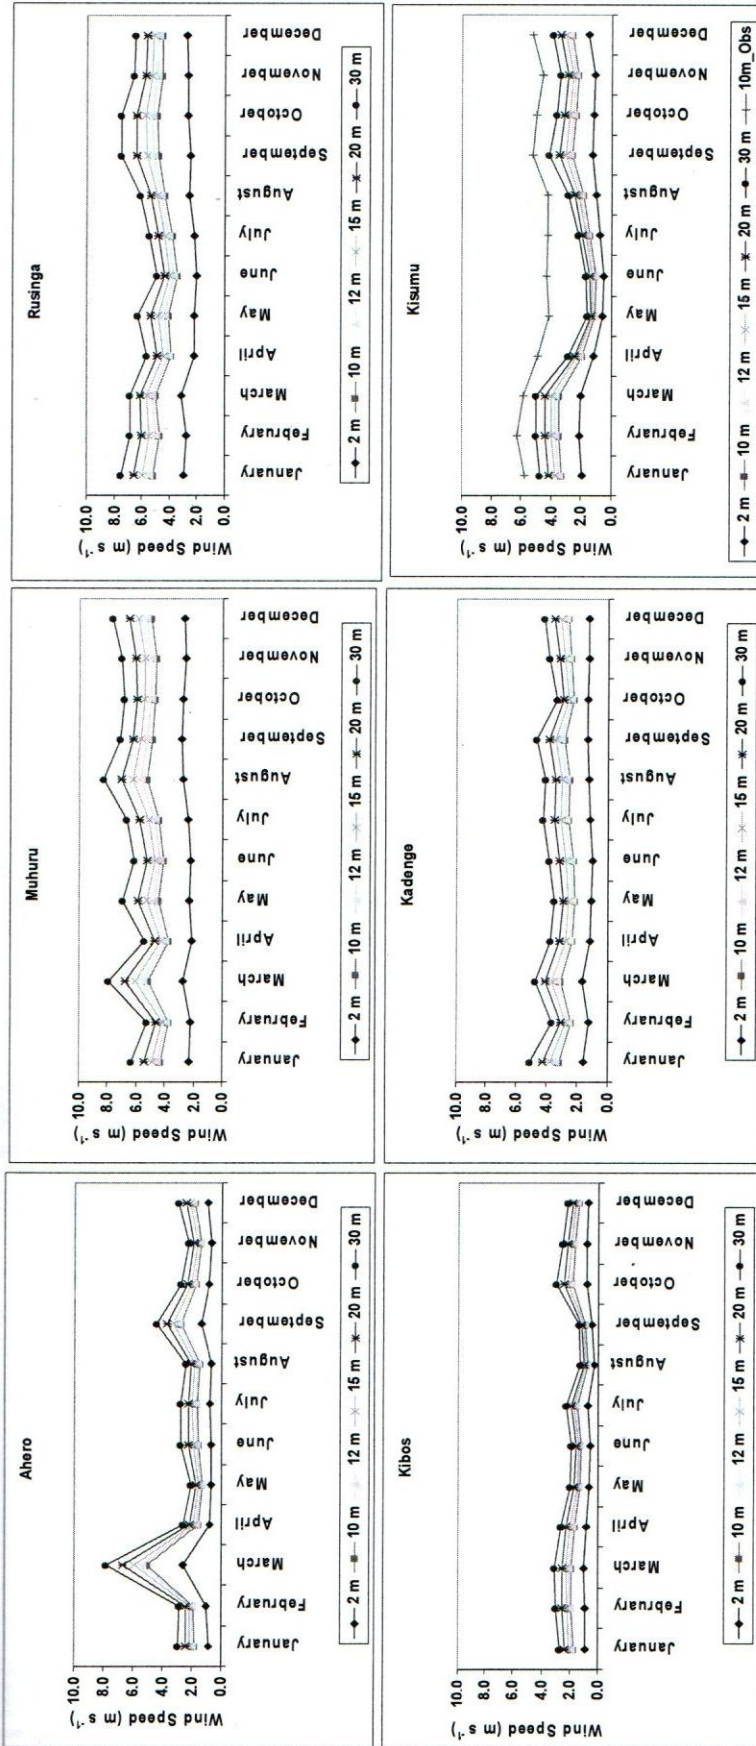 Ahero
Wind Speed (m s⁻¹)
10.0
8.0
6.0
4.0
2.0
0.0
January
February
March
April
May
June
July
August
September
October
November
December
2 m 10 m 12 m 15 m 20 m 30 m
Muhuru
Wind Speed (m s⁻¹)
10.0
8.0
6.0
4.0
2.0
0.0
January
February
March
April
May
June
July
August
September
October
November
December
2 m 10 m 12 m 15 m 20 m 30 m
Rusinga
Wind Speed (m s⁻¹)
10.0
8.0
6.0
4.0
2.0
0.0
January
February
March
April
May
June
July
August
September
October
November
December
2 m 10 m 12 m 15 m 20 m 30 m
Kibos
Wind Speed (m s⁻¹)
10.0
8.0
6.0
4.0
2.0
0.0
January
February
March
April
May
June
July
August
September
October
November
December
2 m 10 m 12 m 15 m 20 m 30 m
Kadenge
Wind Speed (m s⁻¹)
10.0
8.0
6.0
4.0
2.0
0.0
January
February
March
April
May
June
July
August
September
October
November
December
2 m 10 m 12 m 15 m 20 m 30 m
Kisumu
Wind Speed (m s⁻¹)
10.0
8.0
6.0
4.0
2.0
0.0
January
February
March
April
May
June
July
August
September
October
November
December
2 m 10 m 12 m 15 m 20 m 30 m 10m_Obs